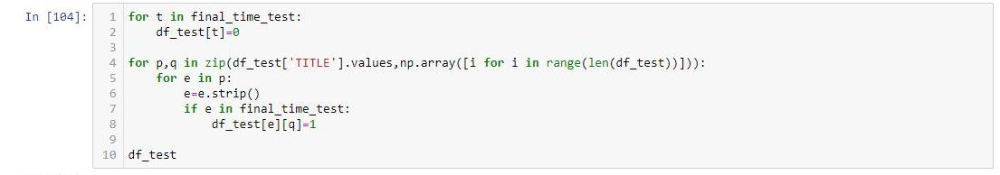 In [104]:
1 for t in final_time_test:
2     df_test[t]=0
3
4 for p,q in zip(df_test['TITLE'].values,np.array([i for i in range(len(df_test))])):
5     for e in p:
6         e=e.strip()
7         if e in final_time_test:
8             df_test[e][q]=1
9
10 df_test